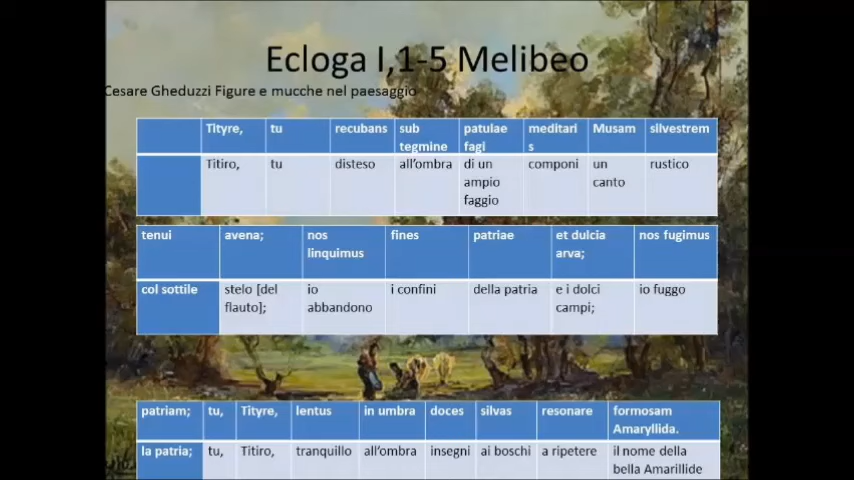 Ecloga I,1-5 Melibeo
Cesare Gheduzzi Figure e mucche nel paesaggio
Tityre, tu recubans sub tegmine patulae fagi meditaris Musam silvestrem
Titiro, tu disteso all'ombra di un ampio faggio componi un canto rustico
tenui avena; nos linquimus fines patriae et dulcia arva; nos fugimus
col sottile stelo [del flauto]; io abbandono i confini della patria e i dolci campi; io fuggo
patriam; tu, Tityre, lentus in umbra doces silvas resonare formosam Amaryllida.
la patria; tu, Titiro, tranquillo all'ombra insegni ai boschi a ripetere il nome della bella Amarillide